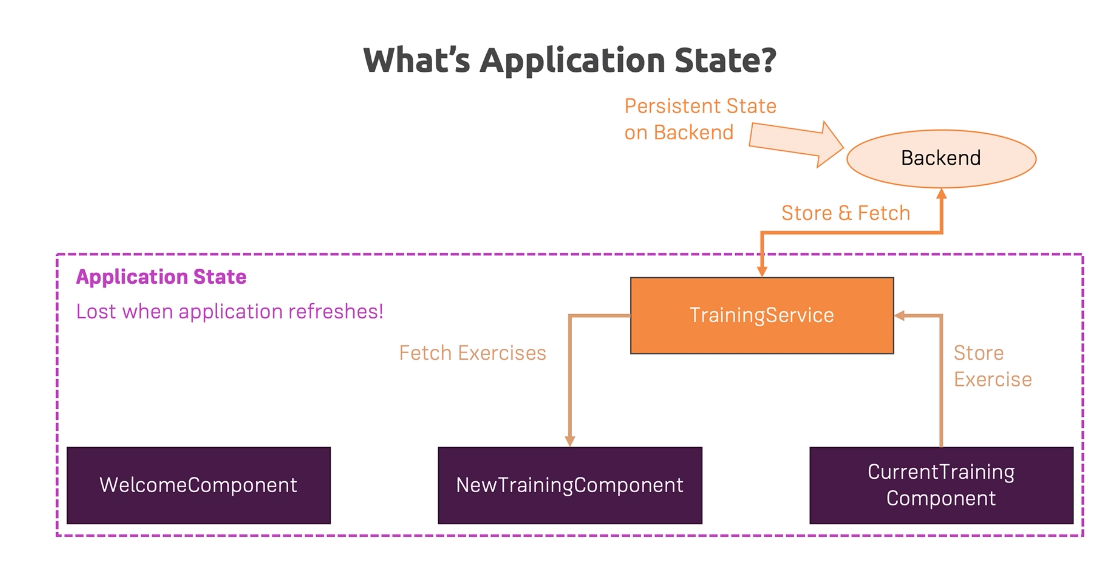 What's Application State?
Persistent State
on Backend
Backend
Store & Fetch
Application State
Lost when application refreshes!
TrainingService
Fetch Exercises
Store
Exercise
WelcomeComponent
NewTrainingComponent
CurrentTraining
Component